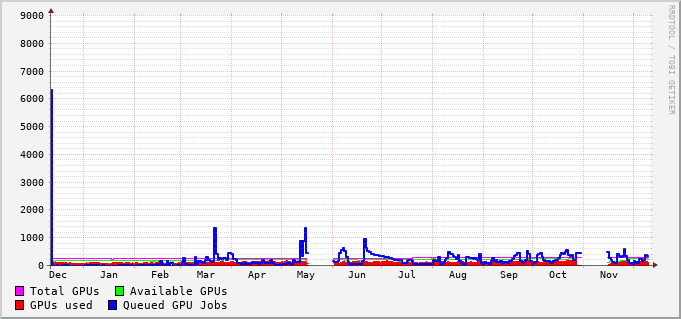 RRDTOOL / TOBI OETIKER
9000
8000
7000
6000
5000
4000
3000
2000
1000
0
Dec Jan Feb Mar Apr May Jun Jul Aug Sep Oct Nov
Total GPUs Available GPUs
GPUs used Queued GPU Jobs